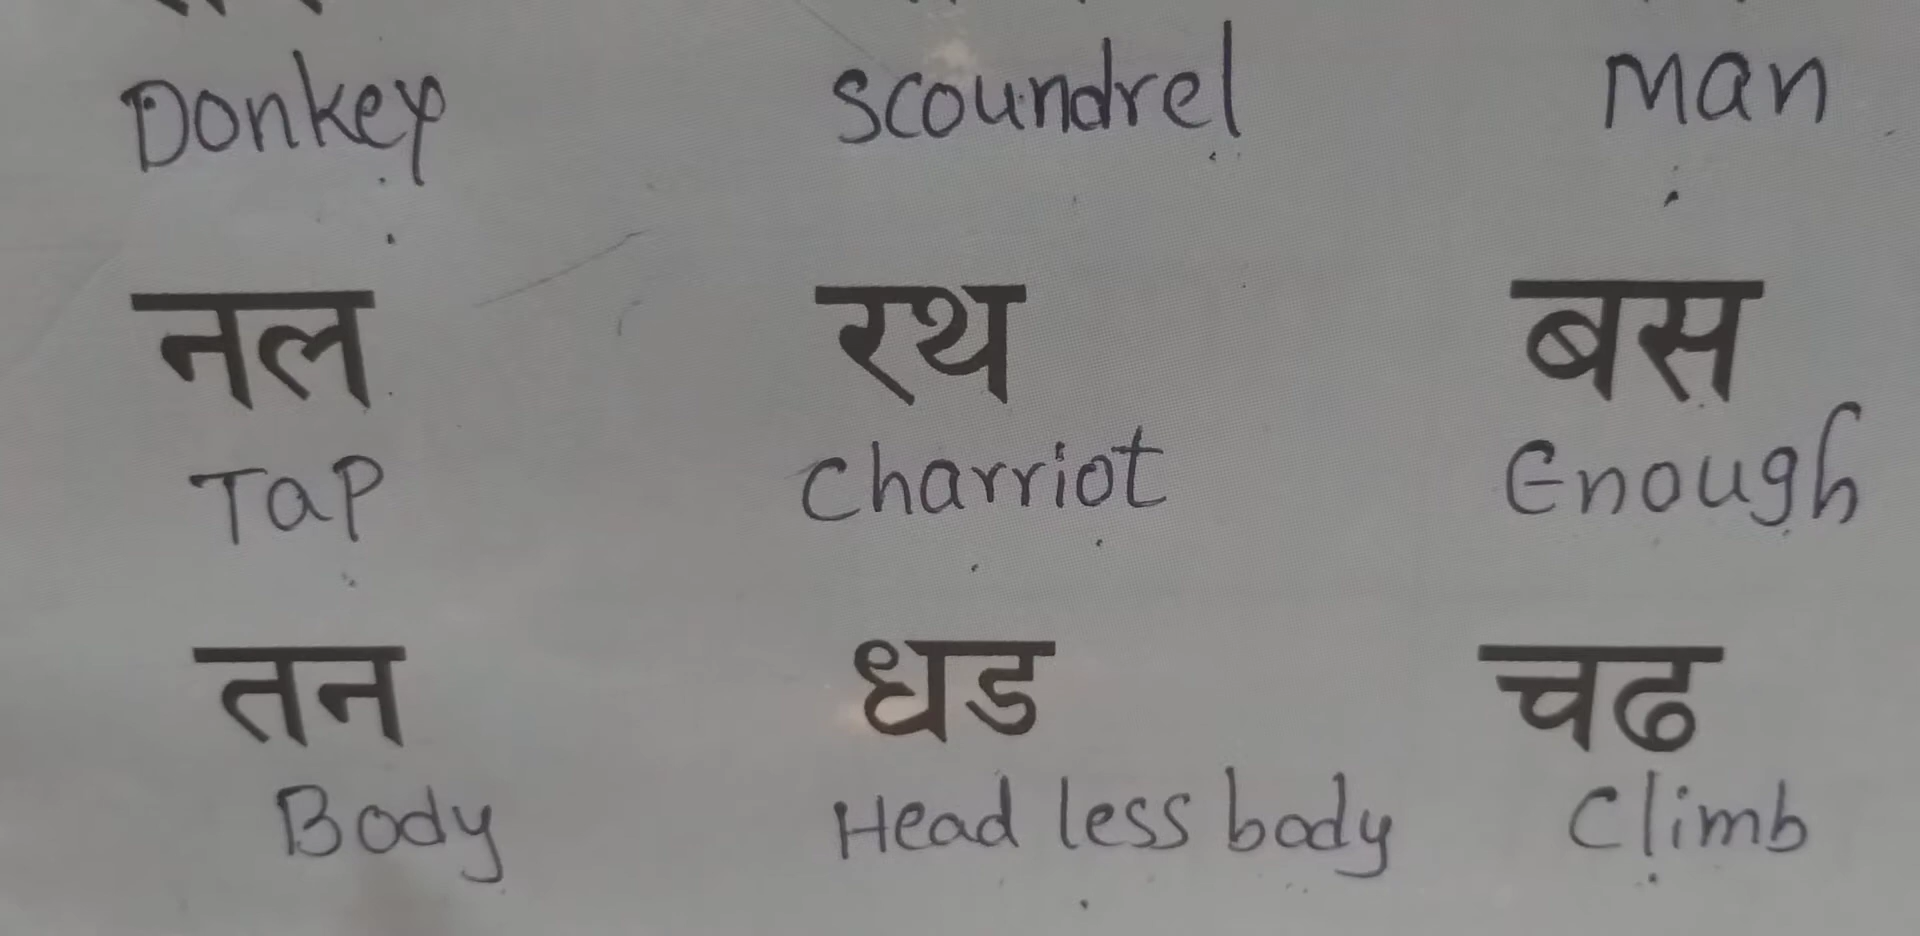 Donkey scoundrel Man
नल रथ बस
Tap Charriot Enough
तन धड चढ
Body Head less body Climb